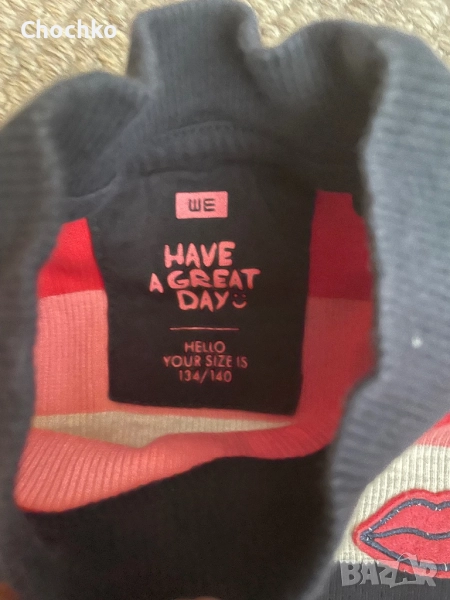 Chochko
WE
HAVE
A GREAT
DAY
HELLO
YOUR SIZE IS
134/140
BAZAR